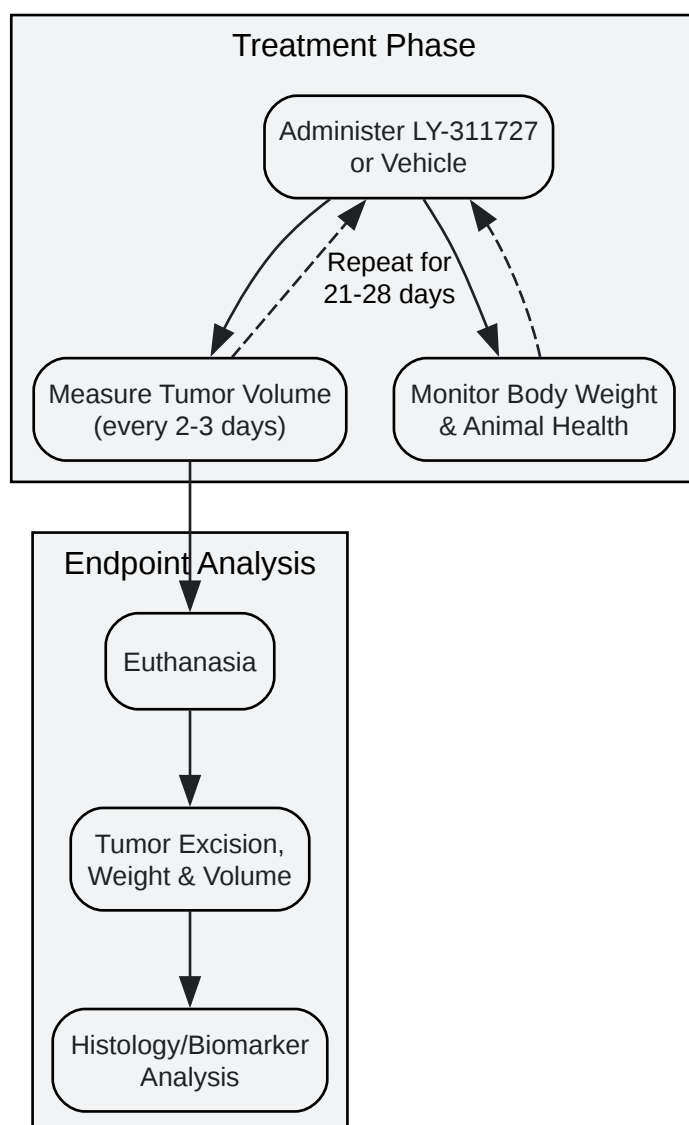 Treatment Phase
Administer LY-311727
or Vehicle
Repeat for
21-28 days
Measure Tumor Volume
(every 2-3 days)
Monitor Body Weight
& Animal Health
Endpoint Analysis
Euthanasia
Tumor Excision,
Weight & Volume
Histology/Biomarker
Analysis